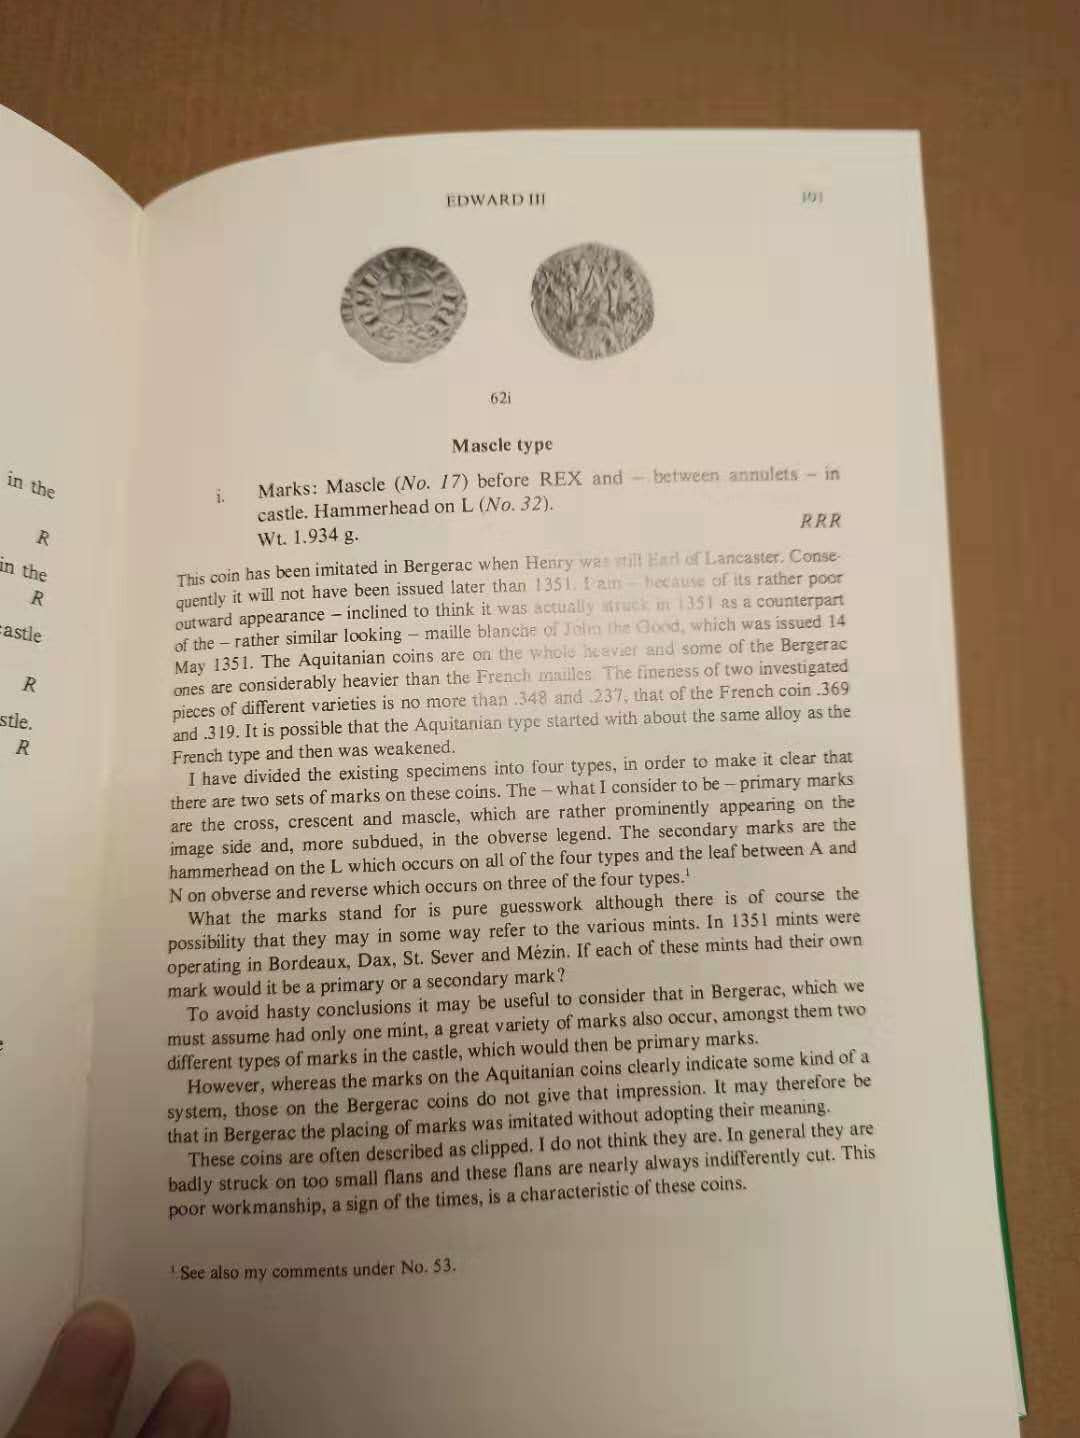 in the
R
in the
R
castle
R
stle.
R
EDWARD III
101
62i
Mascle type
i. Marks: Mascle (No. 17) before REX and – between annulets – in
castle. Hammerhead on L (No. 32).
Wt. 1.934 g.
RRR
This coin has been imitated in Bergerac when Henry was still Earl of Lancaster. Conse-
quently it will not have been issued later than 1351. I am – because of its rather poor
outward appearance – inclined to think it was actually struck in 1351 as a counterpart
of the – rather similar looking – maille blanche of John the Good, which was issued 14
May 1351. The Aquitanian coins are on the whole heavier and some of the Bergerac
ones are considerably heavier than the French mailles. The fineness of two investigated
pieces of different varieties is no more than .348 and .237, that of the French coin .369
and .319. It is possible that the Aquitanian type started with about the same alloy as the
French type and then was weakened.
I have divided the existing specimens into four types, in order to make it clear that
there are two sets of marks on these coins. The – what I consider to be – primary marks
are the cross, crescent and mascle, which are rather prominently appearing on the
image side and, more subdued, in the obverse legend. The secondary marks are the
hammerhead on the L which occurs on all of the four types and the leaf between A and
N on obverse and reverse which occurs on three of the four types.¹
What the marks stand for is pure guesswork although there is of course the
possibility that they may in some way refer to the various mints. In 1351 mints were
operating in Bordeaux, Dax, St. Sever and Mézin. If each of these mints had their own
mark would it be a primary or a secondary mark?
To avoid hasty conclusions it may be useful to consider that in Bergerac, which we
must assume had only one mint, a great variety of marks also occur, amongst them two
different types of marks in the castle, which would then be primary marks.
However, whereas the marks on the Aquitanian coins clearly indicate some kind of a
system, those on the Bergerac coins do not give that impression. It may therefore be
that in Bergerac the placing of marks was imitated without adopting their meaning.
These coins are often described as clipped. I do not think they are. In general they are
badly struck on too small flans and these flans are nearly always indifferently cut. This
poor workmanship, a sign of the times, is a characteristic of these coins.
¹ See also my comments under No. 53.